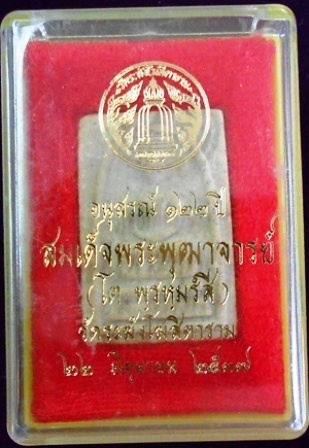 อนุสรณ์ ๑๒๒ ปี
สมเด็จพระพุฒาจารย์
(โต พรหฺมรํสี)
วัดระฆังโฆสิตาราม
๒๒ มิถุนายน ๒๕๓๗